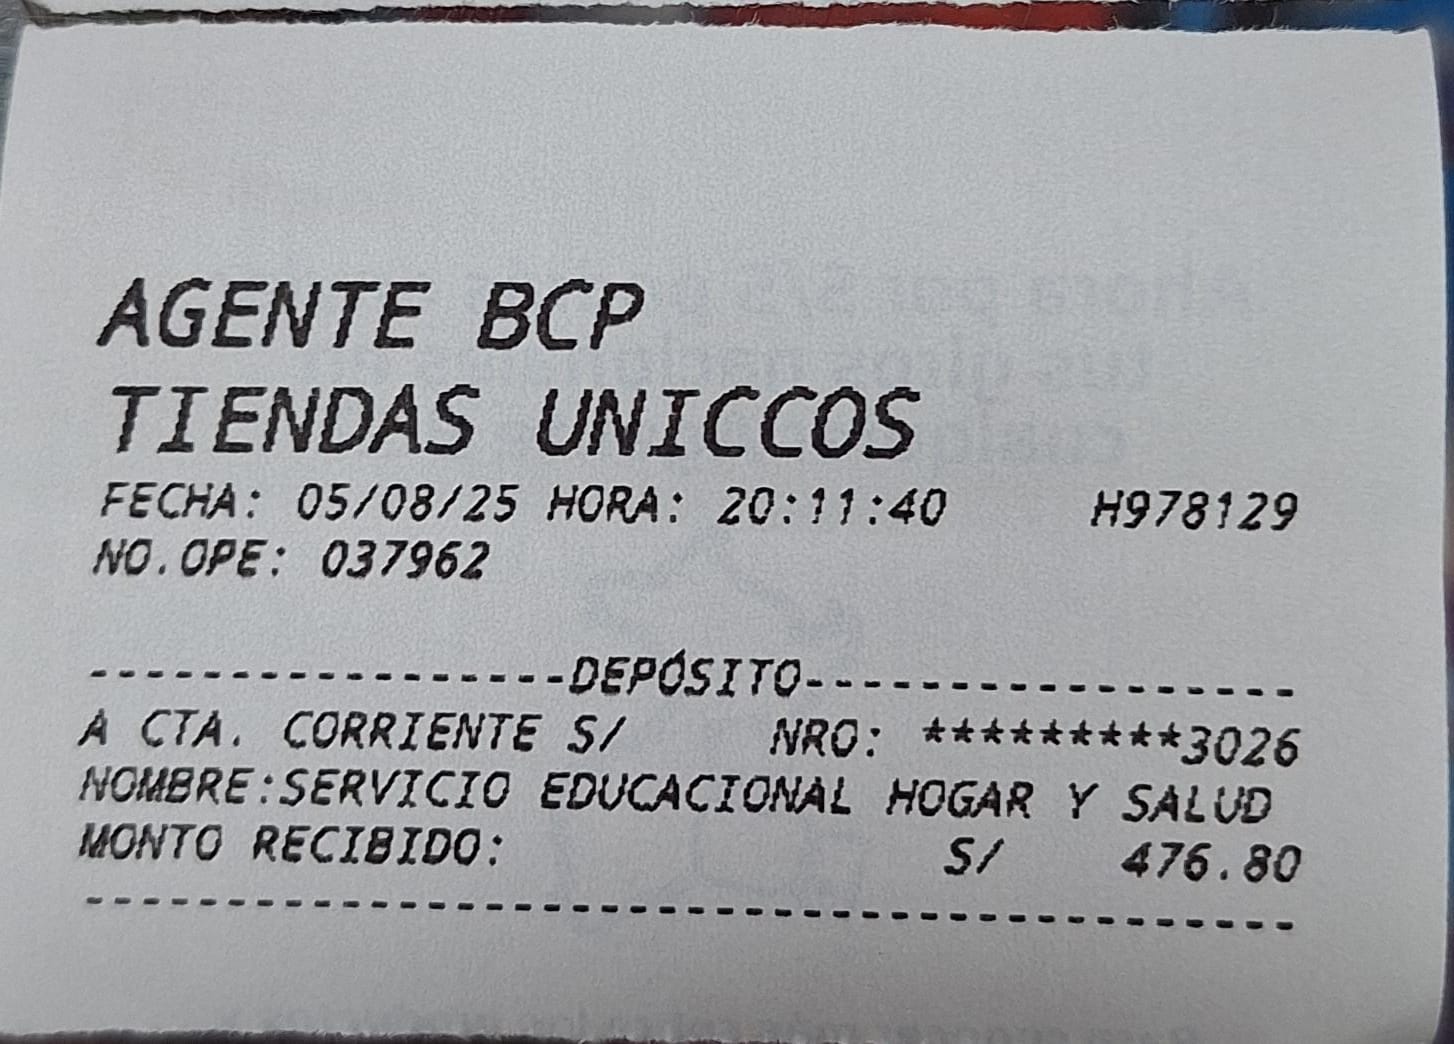 AGENTE BCP
TIENDAS UNICCOS
FECHA: 05/08/25 HORA: 20:11:40 H978129
NO.OPE: 037962
-----------------DEPÓSITO-----------------
A CTA. CORRIENTE S/ NRO: *********3026
NOMBRE:SERVICIO EDUCACIONAL HOGAR Y SALUD
MONTO RECIBIDO: S/ 476.80
------------------------------------------